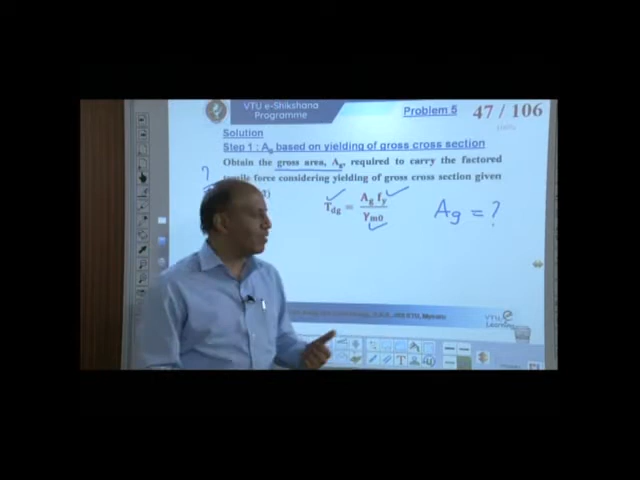 VTU e-Shikshana
Programme
Problem 5
47 / 106
Solution
Step 1 : Ag based on yielding of gross cross section
Obtain the gross area, Ag, required to carry the factored
?
tensile force considering yielding of gross cross section given
Tdg = Ag fy / γm0
Ag = ?
VTU e
Learning